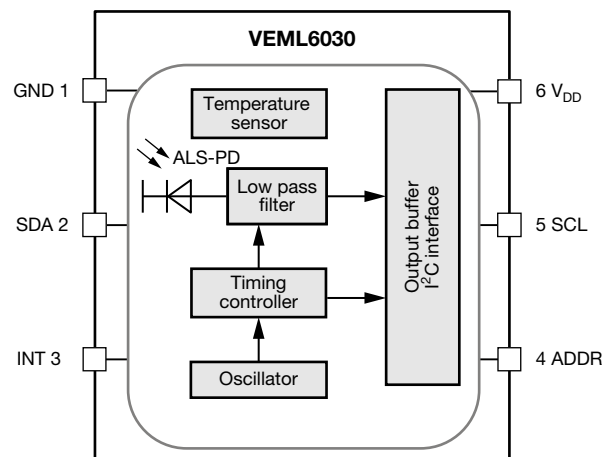 VEML6030
GND 1
6 VDD
Temperature
sensor
ALS-PD
Low pass
filter
Output buffer
I²C interface
SDA 2
5 SCL
Timing
controller
INT 3
4 ADDR
Oscillator